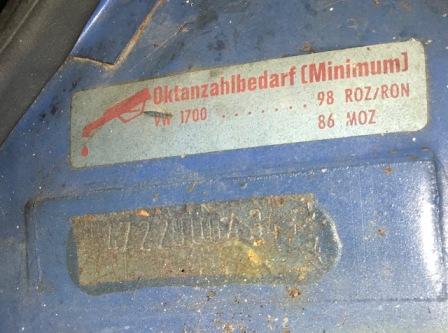 Oktanzahlbedarf (Minimum)
VW 1700 ........ 98 ROZ/RON
86 MOZ